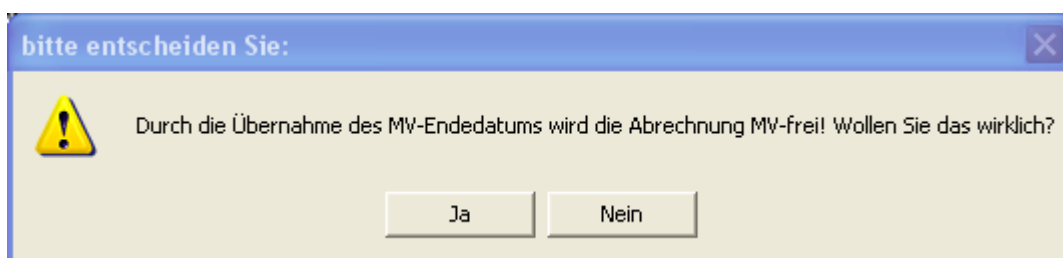 bitte entscheiden Sie:
Durch die Übernahme des MV-Endedatums wird die Abrechnung MV-frei! Wollen Sie das wirklich?
Ja
Nein